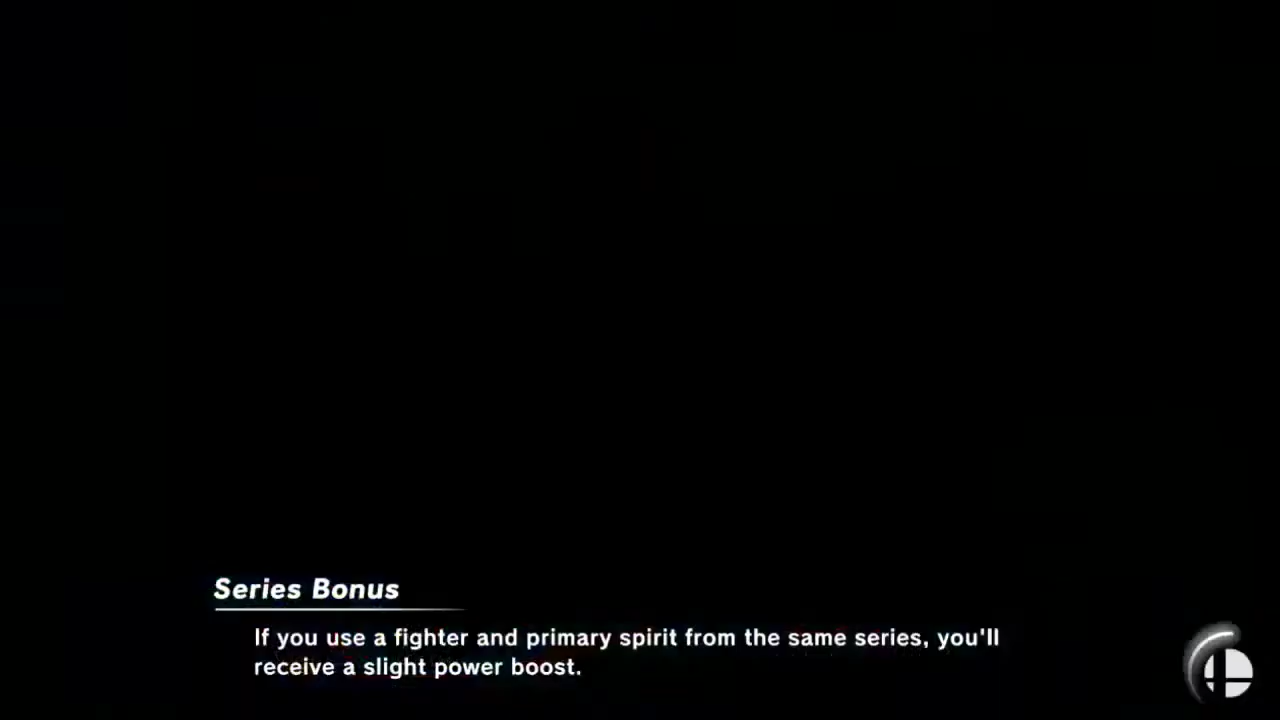 Series Bonus
If you use a fighter and primary spirit from the same series, you'll
receive a slight power boost.